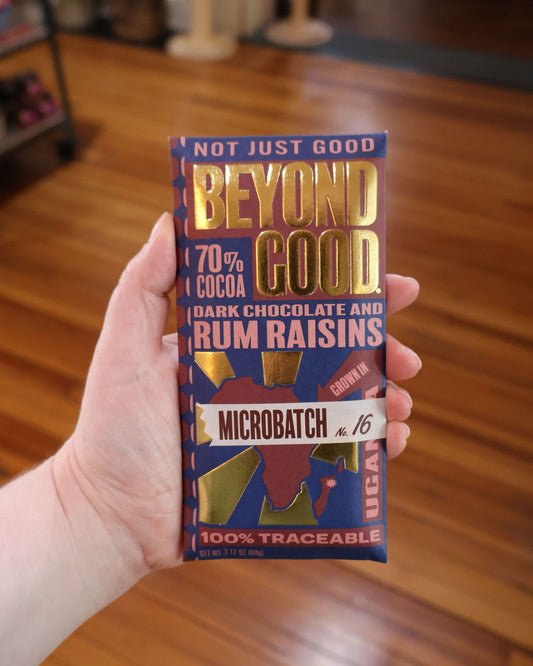 NOT JUST GOOD
BEYOND
GOOD.
70%
COCOA
DARK CHOCOLATE AND
RUM RAISINS
GROWN IN
UGANDA
MICROBATCH No. 16
100% TRACEABLE
NET WT. 2.12 OZ (60g)